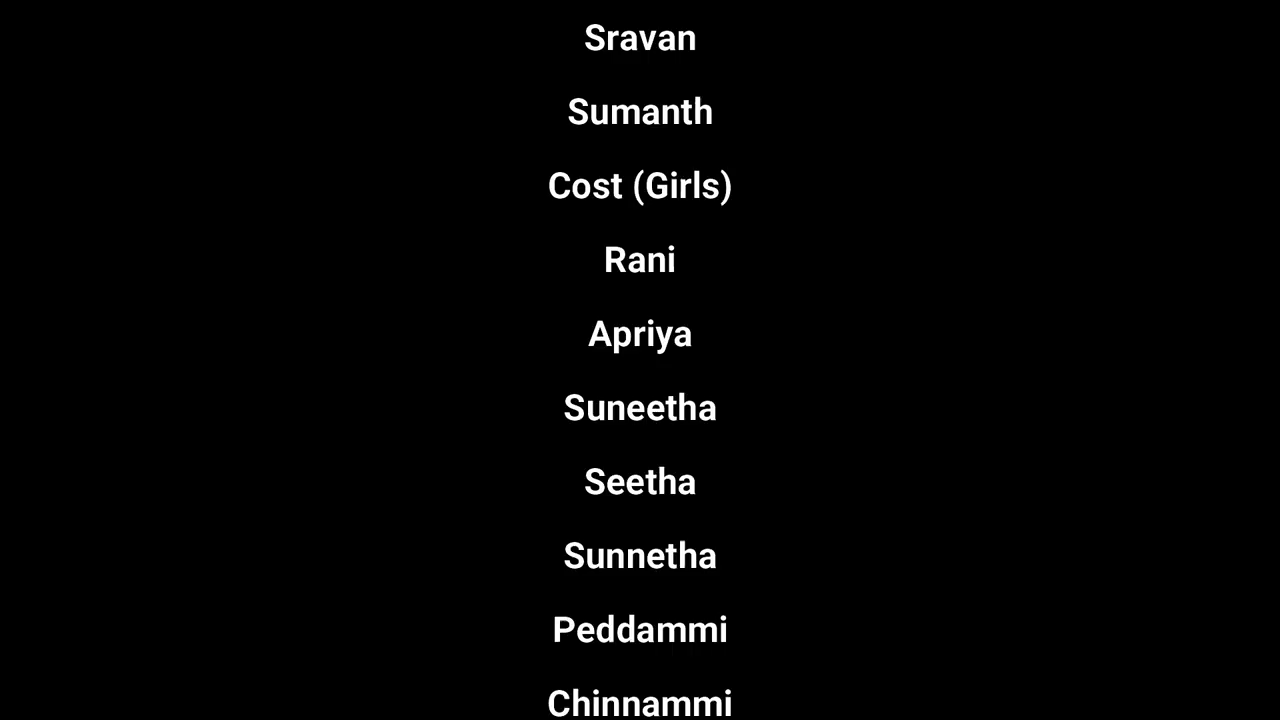 Sravan
Sumanth
Cost (Girls)
Rani
Apriya
Suneetha
Seetha
Sunnetha
Peddammi
Chinnammi